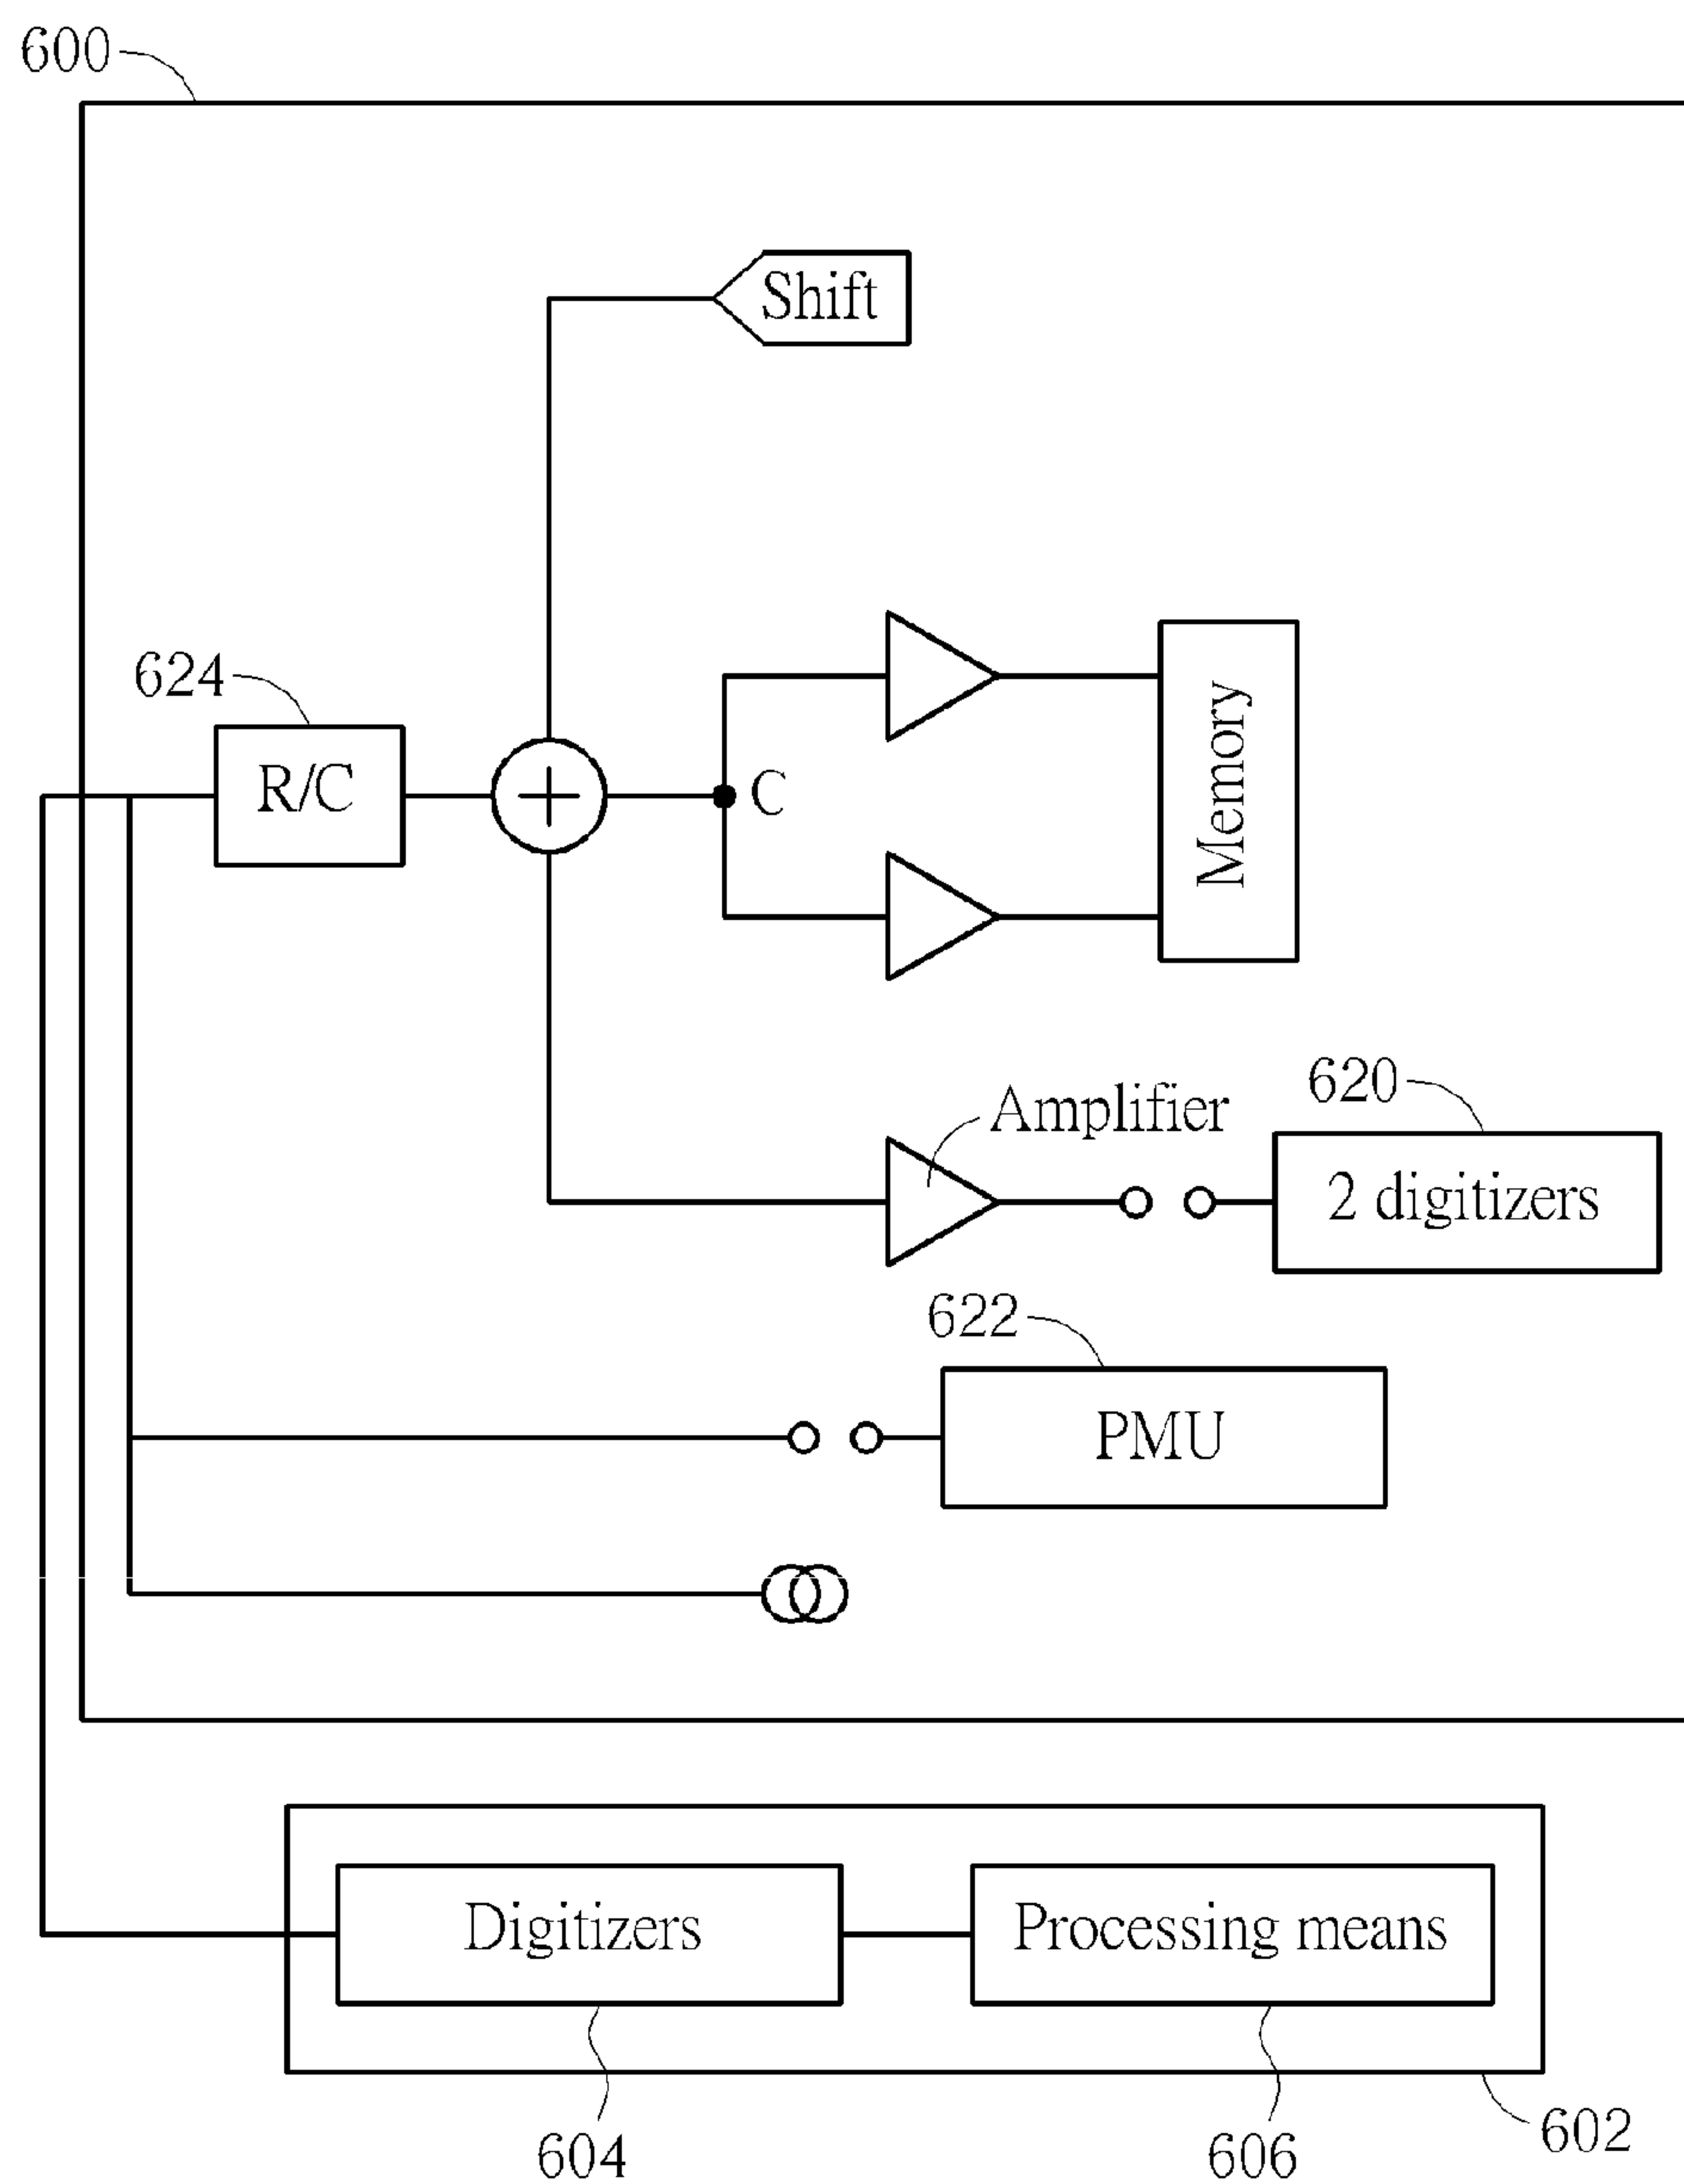 600
Shift
624
R/C
C
Memory
Amplifier
620
2 digitizers
622
PMU
Digitizers
Processing means
604
606
602